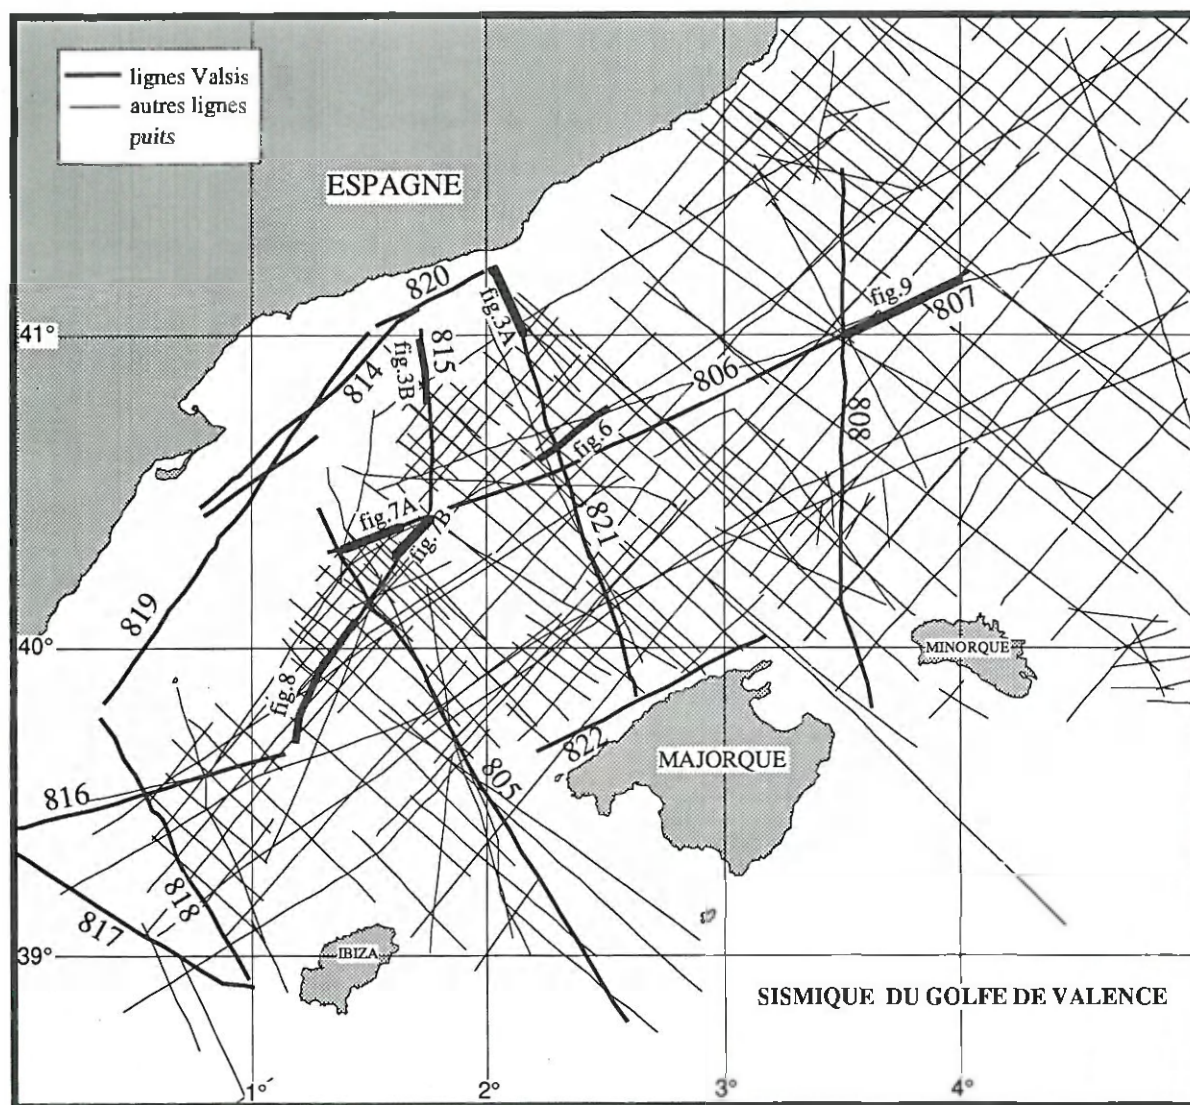 lignes Valsis
autres lignes
puits
ESPAGNE
820
fig.3A
fig.9
807
41°
815
fig.3B
814
806
808
fig.6
fig.7A
fig.7B
821
819
40°
MINORQUE
fig.8
822
MAJORQUE
805
816
818
817
39°
IBIZA
SISMIQUE DU GOLFE DE VALENCE
1°
2°
3°
4°